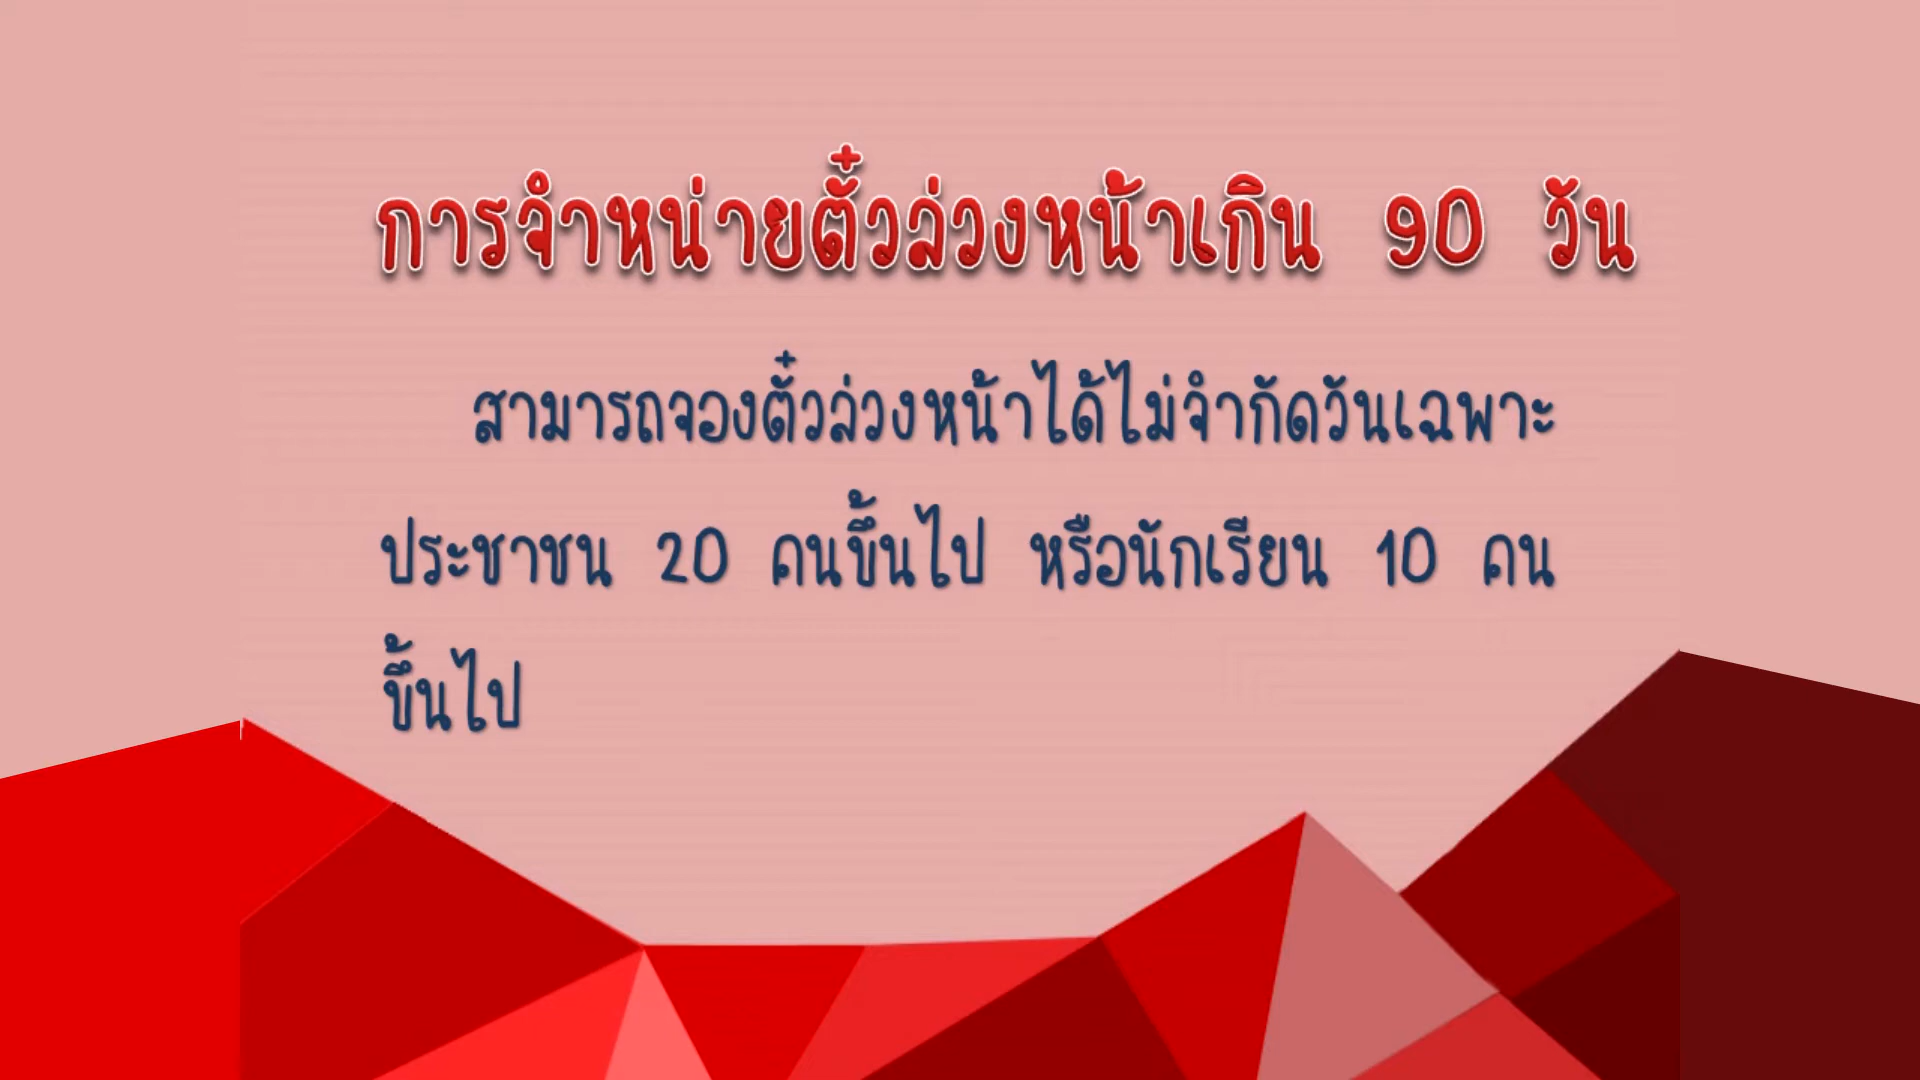 การจำหน่ายตั๋วล่วงหน้าเกิน 90 วัน
สามารถจองตั๋วล่วงหน้าได้ไม่จำกัดวันเฉพาะ
ประชาชน 20 คนขึ้นไป หรือนักเรียน 10 คน
ขึ้นไป